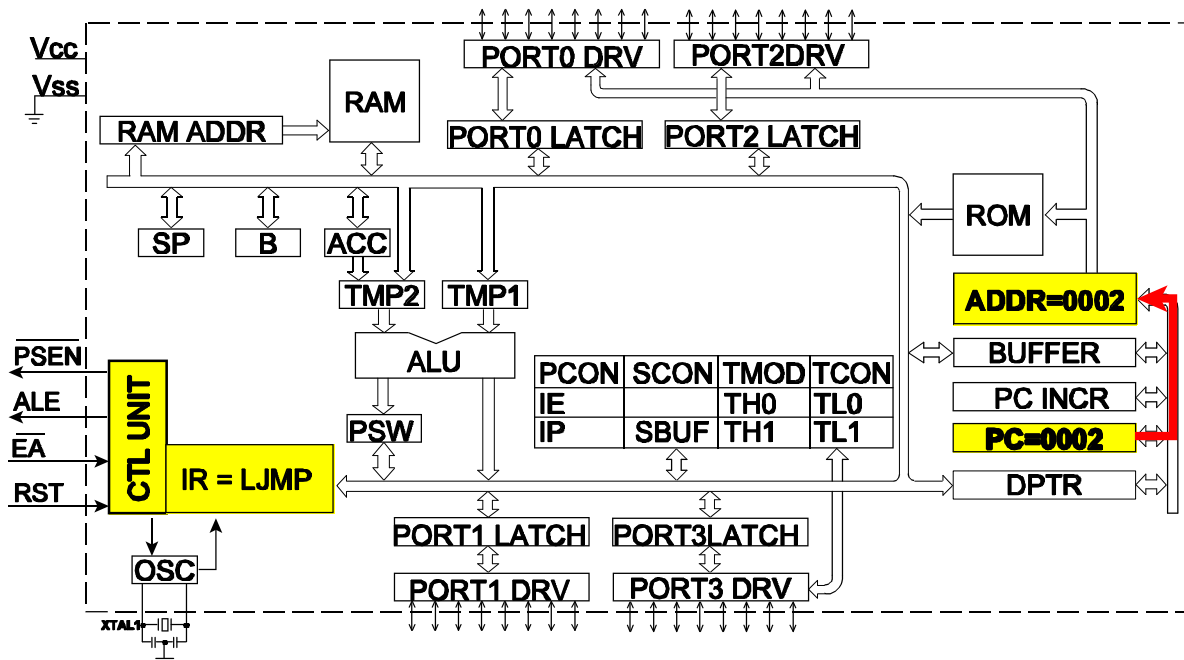 Vcc
Vss
PORT0 DRV
PORT2DRV
RAM
RAM ADDR
PORT0 LATCH
PORT2 LATCH
ROM
SP
B
ACC
TMP2
TMP1
ADDR=0002
ALU
BUFFER
PCON SCON TMOD TCON
IE TH0 TL0
IP SBUF TH1 TL1
PC INCR
PC=0002
DPTR
PSEN
ALE
EA
RST
CTL UNIT
IR = LJMP
PSW
PORT1 LATCH
PORT3LATCH
OSC
PORT1 DRV
PORT3 DRV
XTAL1